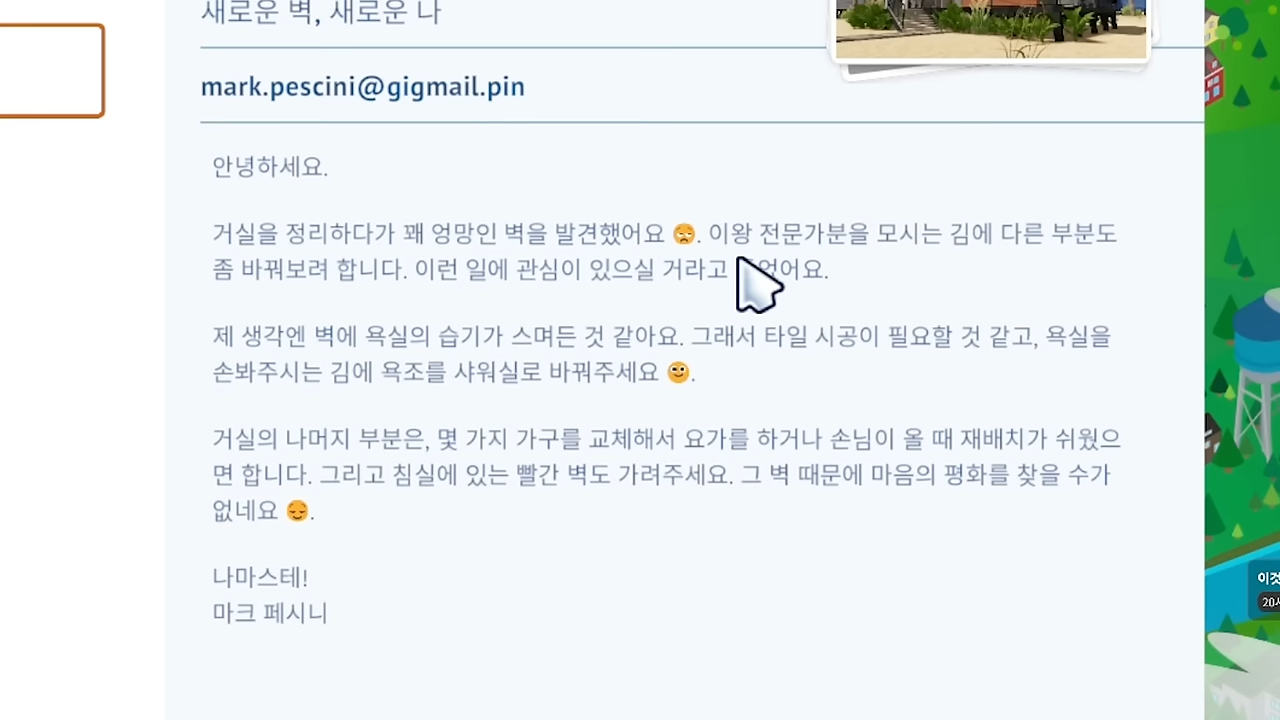 새로운 벽, 새로운 나
mark.pescini@gigmail.pin
안녕하세요.
거실을 정리하다가 꽤 엉망인 벽을 발견했어요 😞. 이왕 전문가분을 모시는 김에 다른 부분도
좀 바꿔보려 합니다. 이런 일에 관심이 있으실 거라고
제 생각엔 벽에 욕실의 습기가 스며든 것 같아요. 그래서 타일 시공이 필요할 것 같고, 욕실을
손봐주시는 김에 욕조를 샤워실로 바꿔주세요 🙂.
거실의 나머지 부분은, 몇 가지 가구를 교체해서 요가를 하거나 손님이 올 때 재배치가 쉬웠으
면 합니다. 그리고 침실에 있는 빨간 벽도 가려주세요. 그 벽 때문에 마음의 평화를 찾을 수가
없네요 😌.
나마스테!
마크 페시니
이것